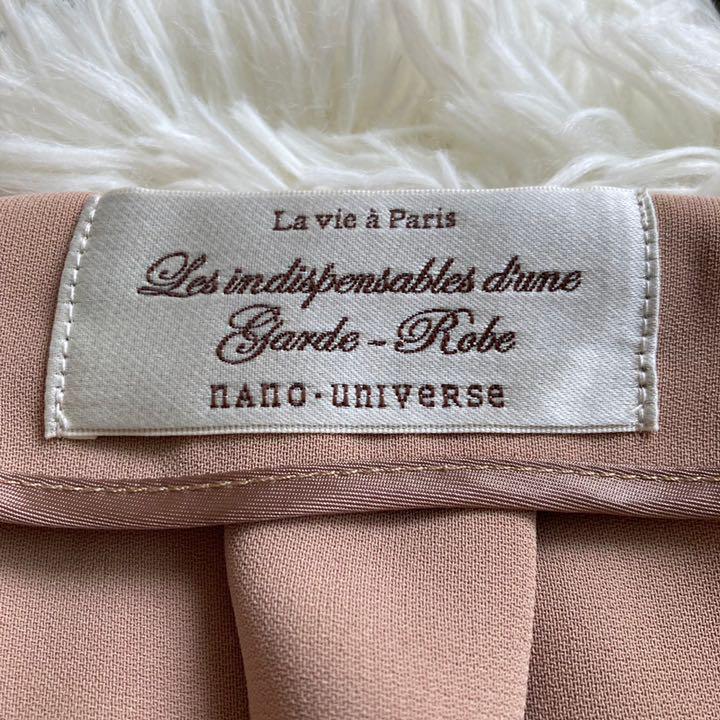 La vie à Paris
Les indispensables d'une
Garde - Robe
nano·universe